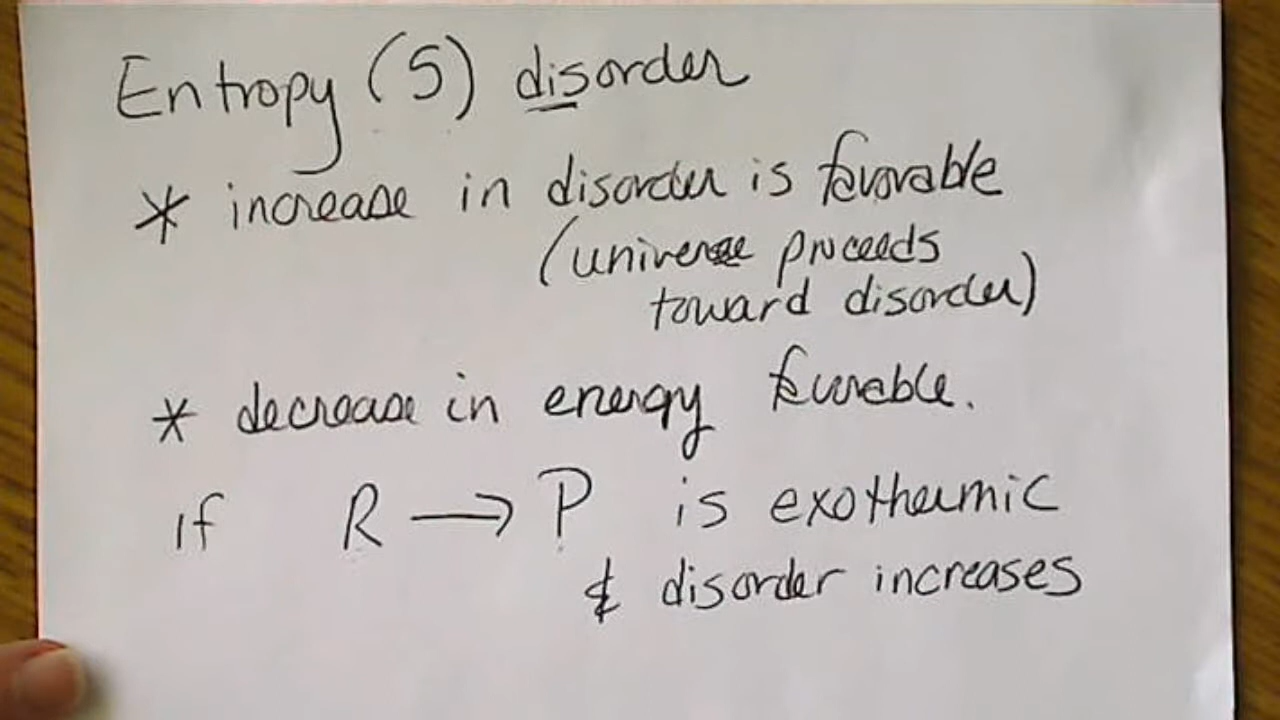 Entropy (S) disorder
* increase in disorder is favorable
(universe proceeds
toward disorder)
* decrease in energy favorable.
if R → P is exothermic
& disorder increases